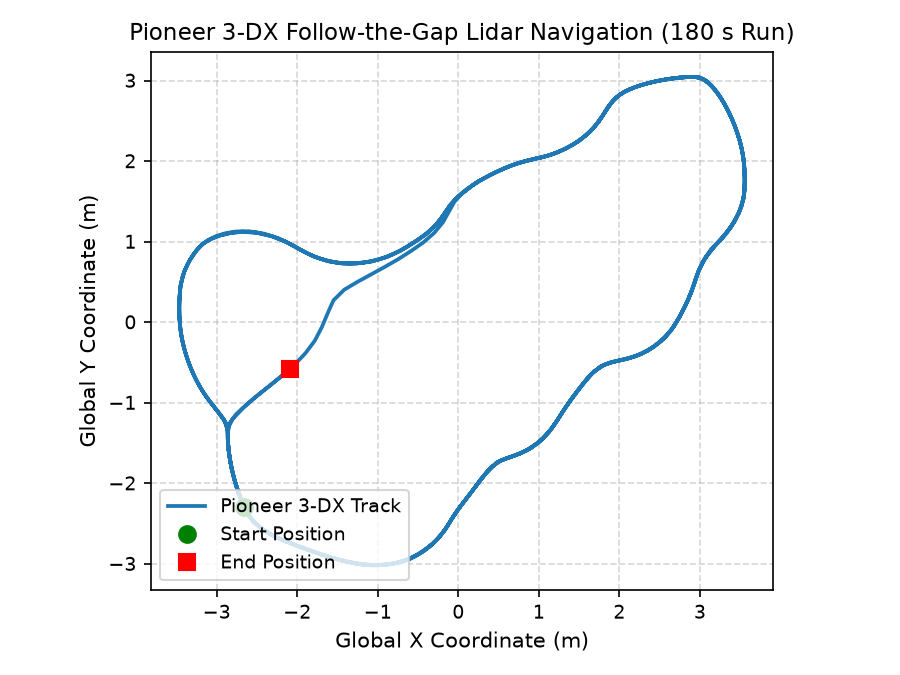 Pioneer 3-DX Follow-the-Gap Lidar Navigation (180 s Run)
Global Y Coordinate (m)
3
2
1
0
−1
−2
−3
Pioneer 3-DX Track
Start Position
End Position
−3 −2 −1 0 1 2 3
Global X Coordinate (m)